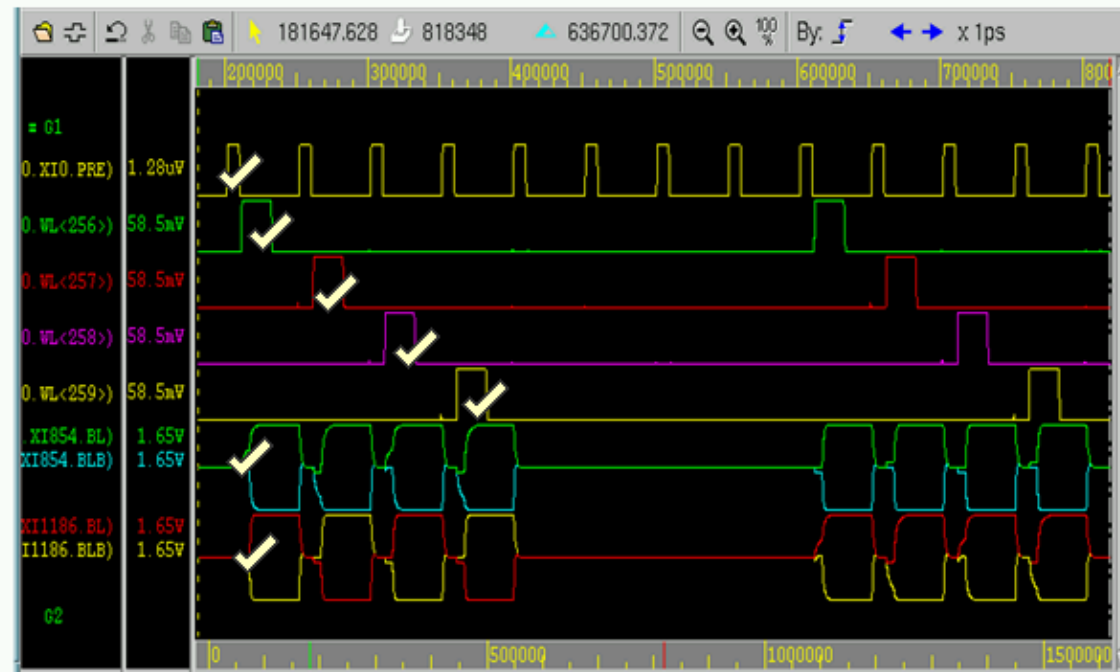 181647.628 818348 636700.372 100 % By: x 1ps
200000 300000 400000 500000 600000 700000 800
= G1
0.XI0.PRE) 1.28uV
0.WL<256>) 58.5mV
0.WL<257>) 58.5mV
0.WL<258>) 58.5mV
0.WL<259>) 58.5mV
.XI854.BL) 1.65V
XI854.BLB) 1.65V
XI1186.BL) 1.65V
I1186.BLB) 1.65V
G2
0 500000 1000000 1500000